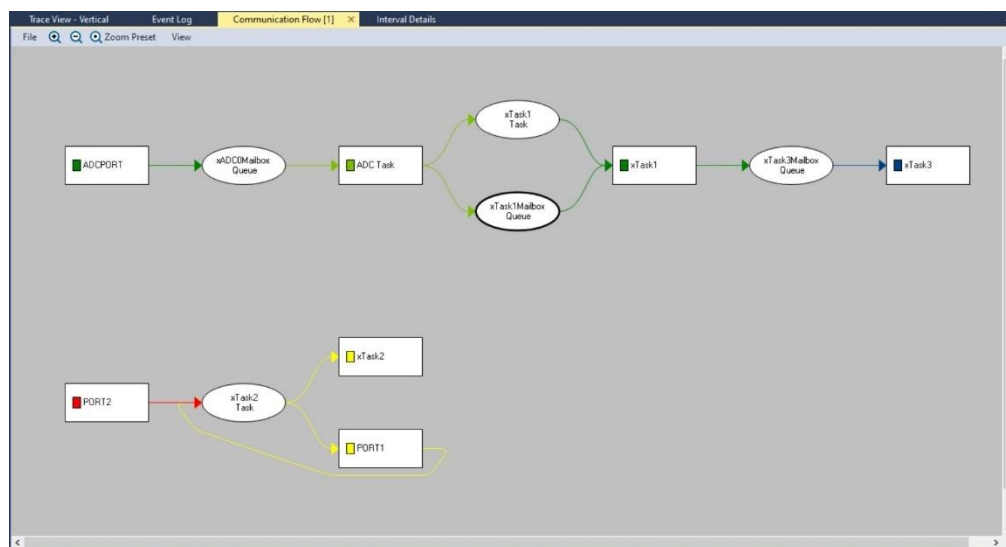 Trace View - Vertical Event Log Communication Flow [1] × Interval Details
File Zoom Preset View
xTask1
Task
ADCPORT
xADC0Mailbox
Queue
ADC Task
xTask1
xTask3Mailbox
Queue
xTask3
xTask1Mailbox
Queue
xTask2
PORT2
xTask2
Task
PORT1